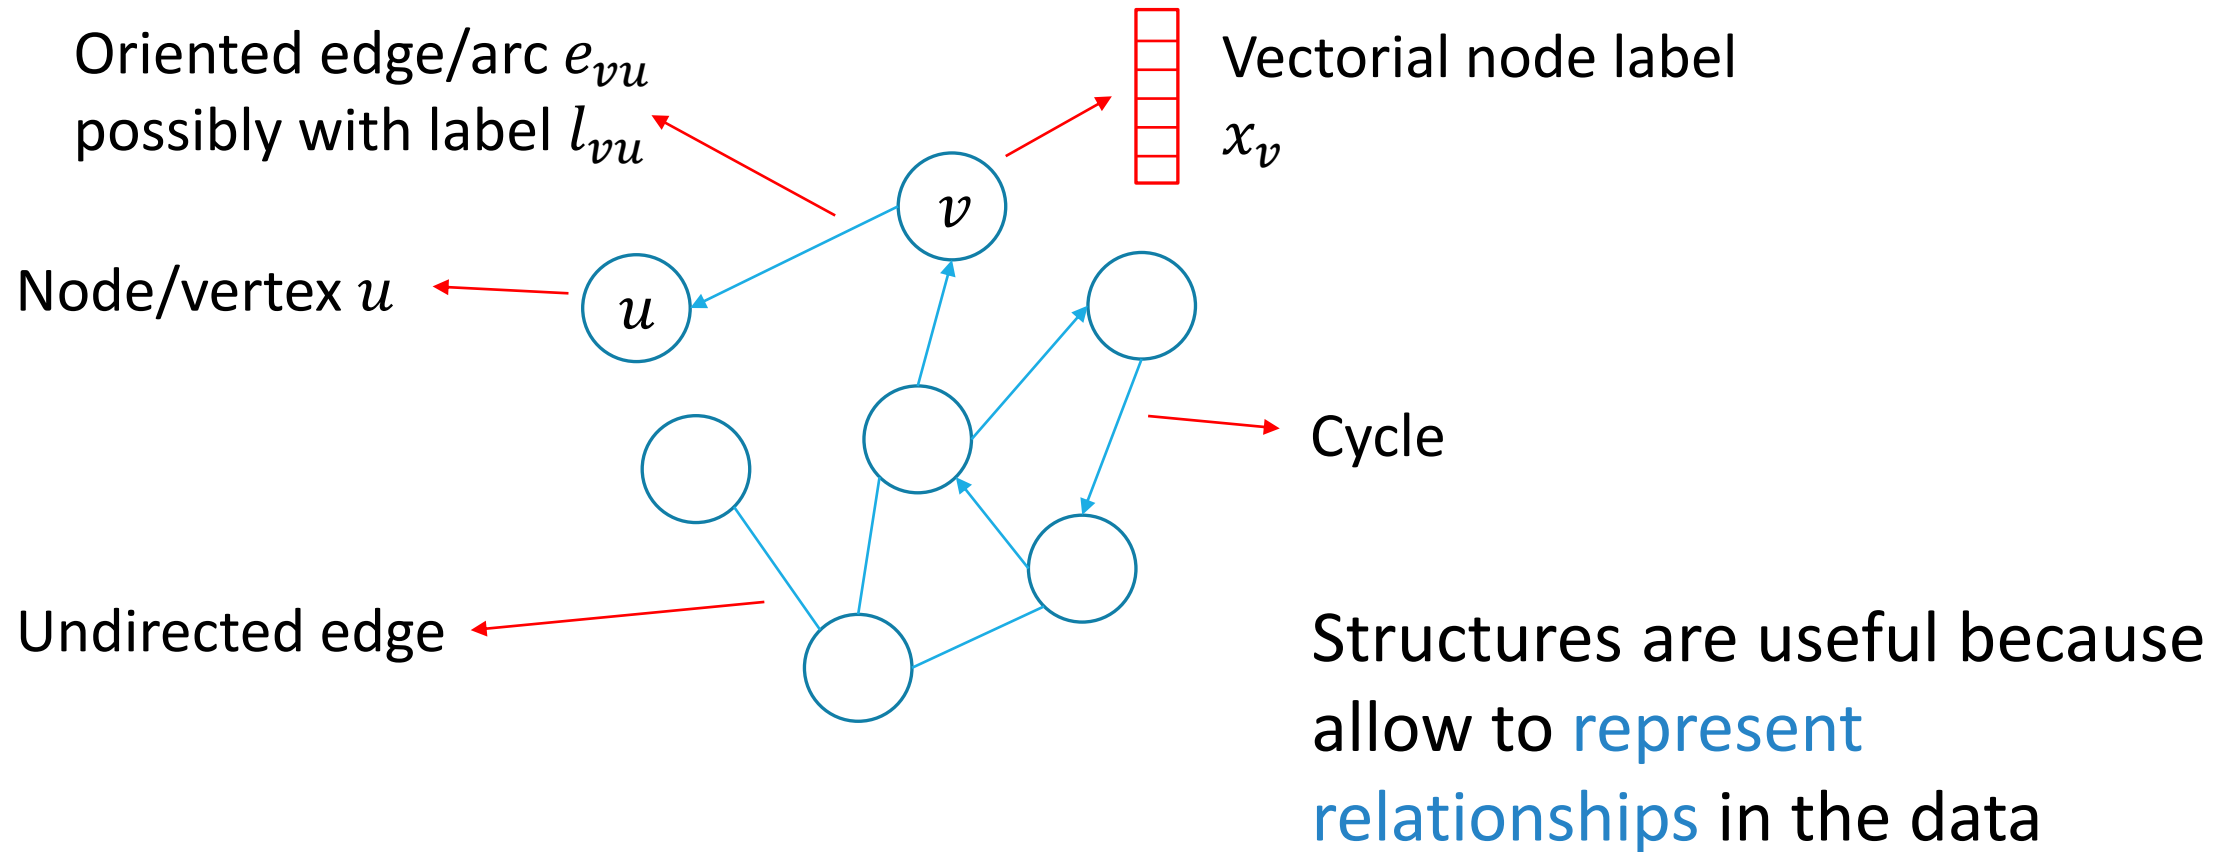 Oriented edge/arc e_vu
possibly with label l_vu
Vectorial node label
x_v
v
Node/vertex u
u
Cycle
Undirected edge
Structures are useful because
allow to represent
relationships in the data